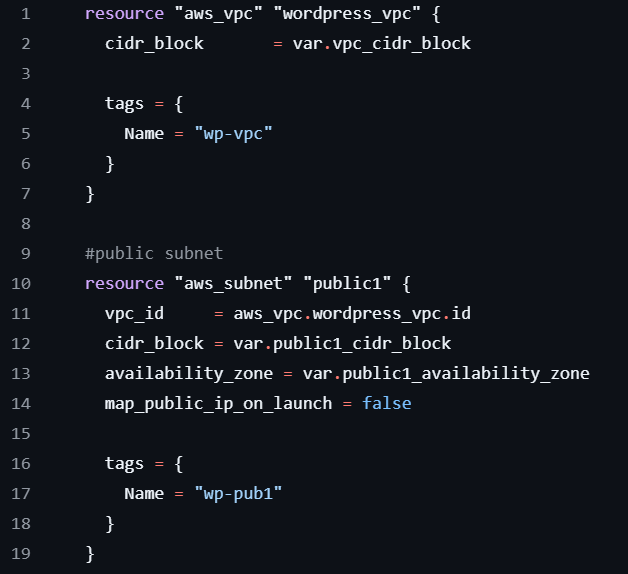 1 resource "aws_vpc" "wordpress_vpc" {
2 cidr_block       = var.vpc_cidr_block
3
4 tags = {
5 Name = "wp-vpc"
6 }
7 }
8
9 #public subnet
10 resource "aws_subnet" "public1" {
11 vpc_id     = aws_vpc.wordpress_vpc.id
12 cidr_block = var.public1_cidr_block
13 availability_zone = var.public1_availability_zone
14 map_public_ip_on_launch = false
15
16 tags = {
17 Name = "wp-pub1"
18 }
19 }